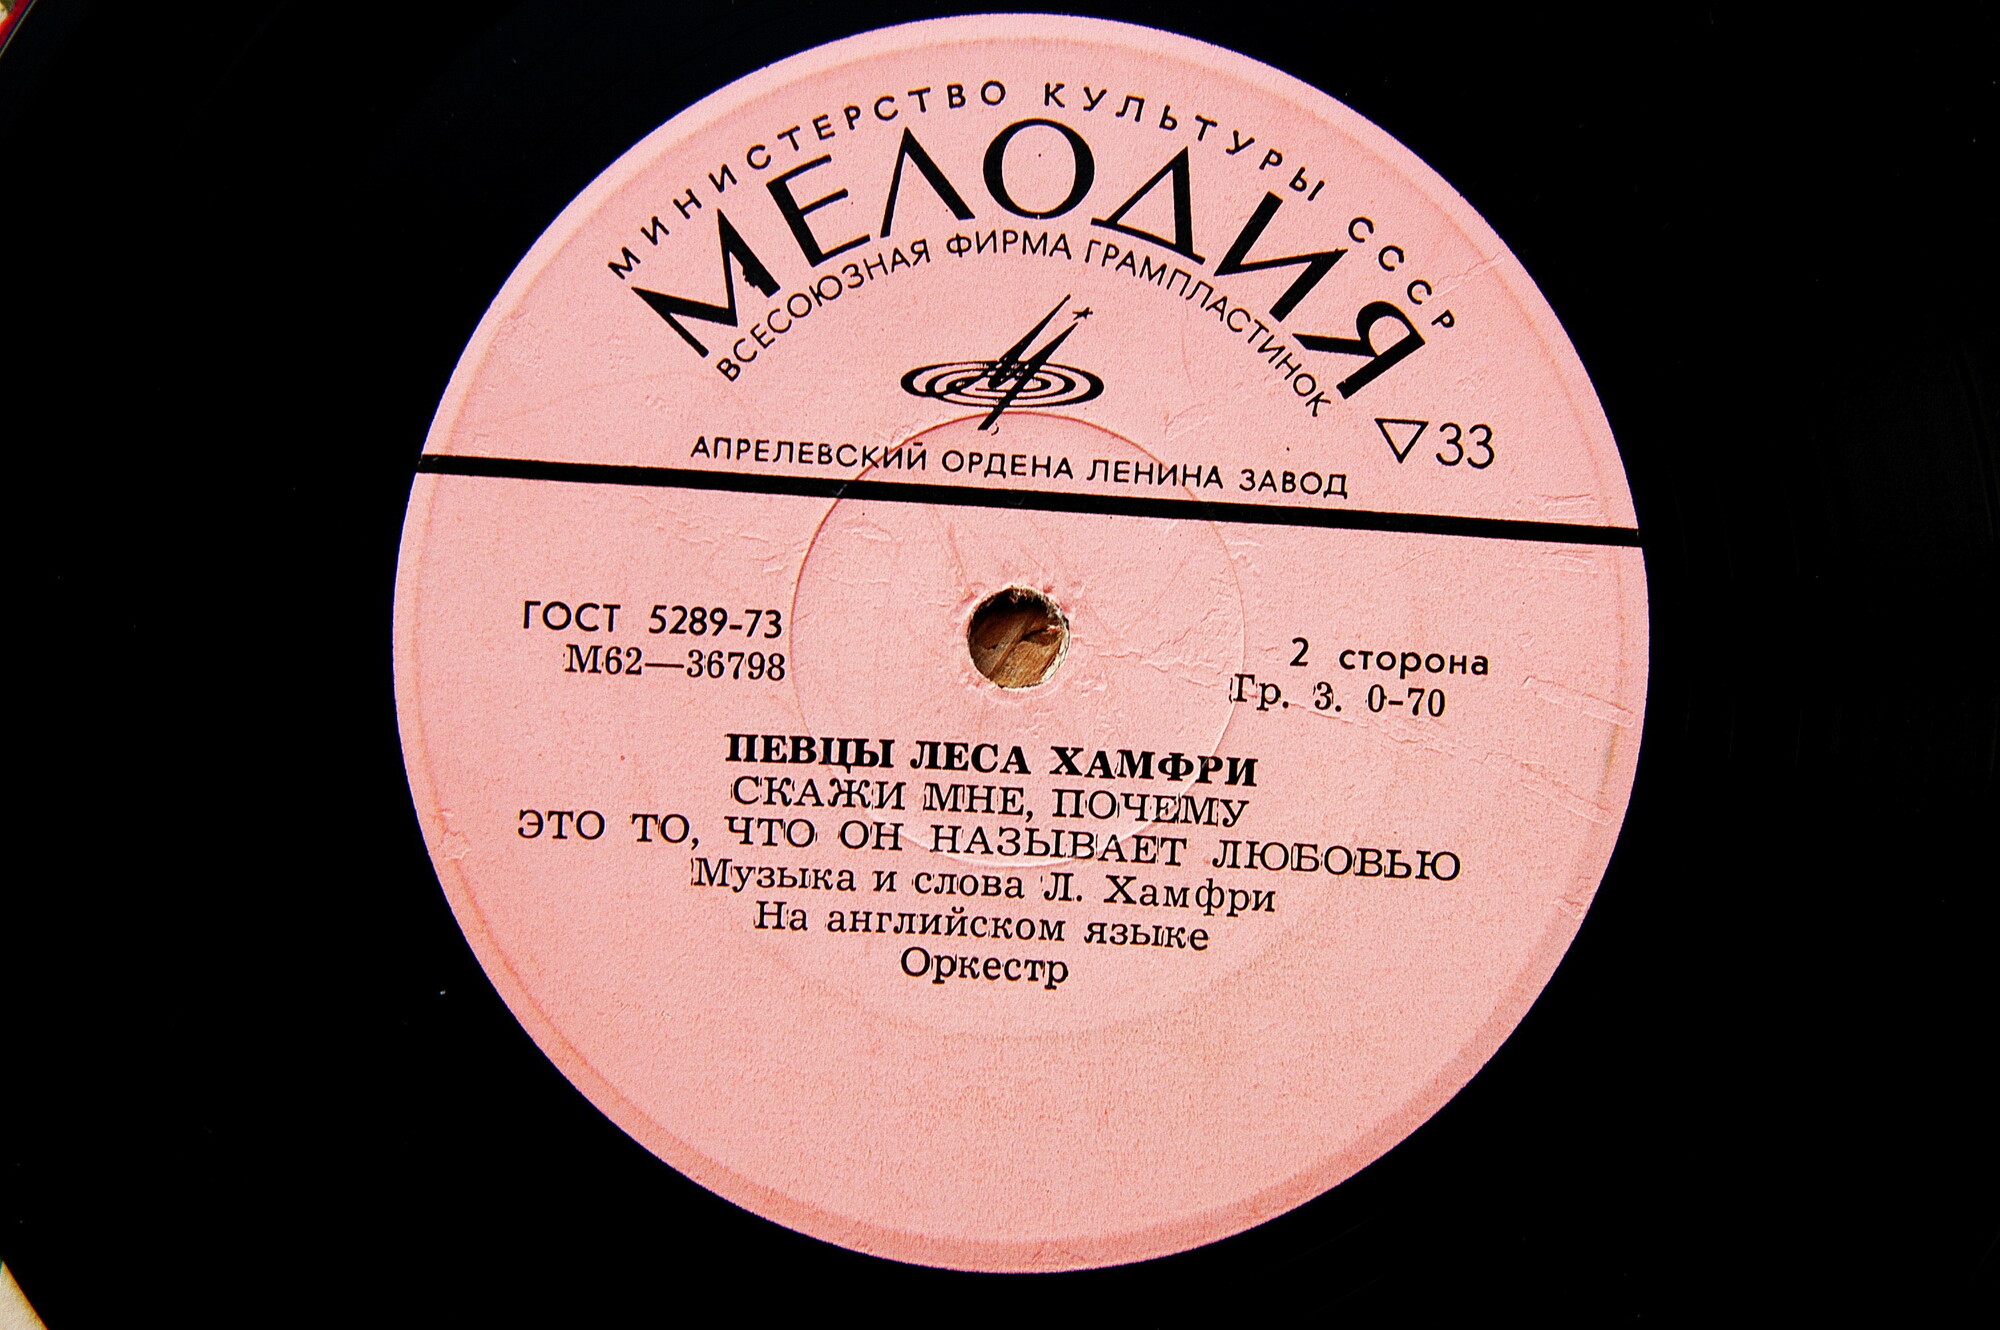 МИНИСТЕРСТВО КУЛЬТУРЫ СССР
МЕЛОДИЯ
ВСЕСОЮЗНАЯ ФИРМА ГРАМПЛАСТИНОК
▽33
АПРЕЛЕВСКИЙ ОРДЕНА ЛЕНИНА ЗАВОД
ГОСТ 5289-73
М62—36798
2 сторона
Гр. 3. 0-70
ПЕВЦЫ ЛЕСА ХАМФРИ
СКАЖИ МНЕ, ПОЧЕМУ
ЭТО ТО, ЧТО ОН НАЗЫВАЕТ ЛЮБОВЬЮ
Музыка и слова Л. Хамфри
На английском языке
Оркестр